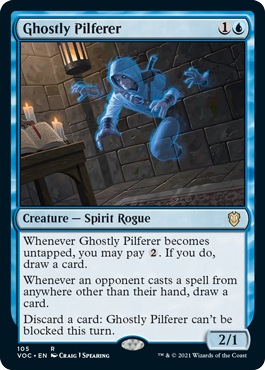 Ghostly Pilferer 1
Creature — Spirit Rogue
Whenever Ghostly Pilferer becomes
untapped, you may pay 2. If you do,
draw a card.
Whenever an opponent casts a spell from
anywhere other than their hand, draw a
card.
Discard a card: Ghostly Pilferer can't be
blocked this turn.
2/1
105 R
VOC • EN Craig J Spearing ™ & © 2021 Wizards of the Coast